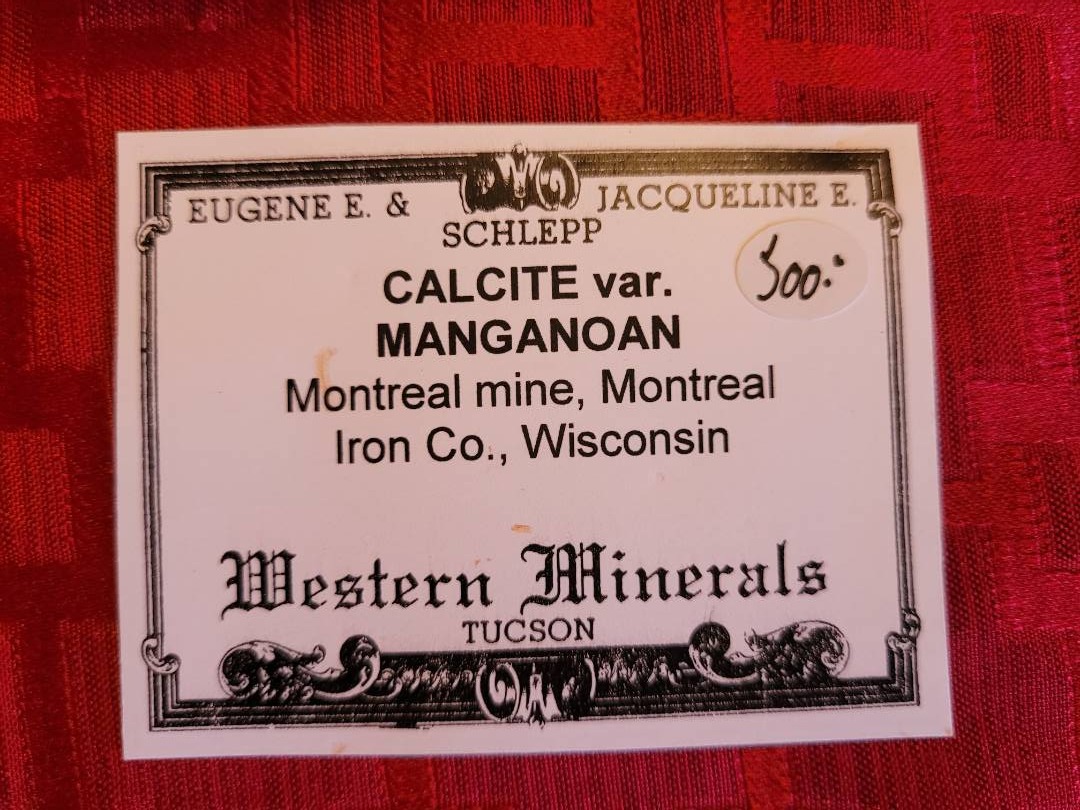 EUGENE E. & JACQUELINE E.
SCHLEPP
500.-
CALCITE var.
MANGANOAN
Montreal mine, Montreal
Iron Co., Wisconsin
Western Minerals
TUCSON